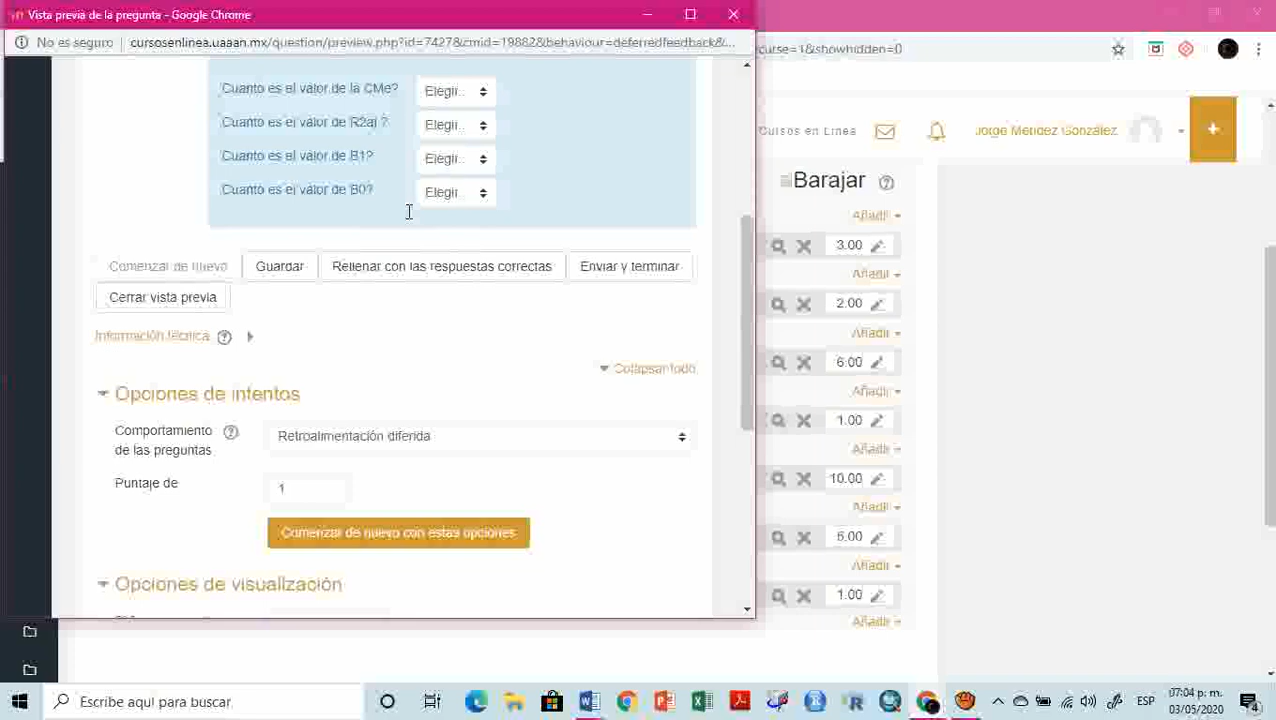 Vista previa de la pregunta - Google Chrome
No es seguro cursosenlinea.uaaan.mx/question/preview.php?id=7427&cmid=19882&behaviour=deferredfeedback&...
curse=1&showhidden=0
Cuanto es el valor de la CMe? Elegir...
Cuanto es el valor de R2aj ? Elegir...
Cuanto es el valor de B1? Elegir...
Cuanto es el valor de B0? Elegir...
Cursos en Línea Jorge Méndez González +
Barajar
Añadir
3.00
Añadir
2.00
Añadir
6.00
Añadir
1.00
Añadir
10.00
Añadir
6.00
Añadir
1.00
Añadir
Comenzar de nuevo Guardar Rellenar con las respuestas correctas Enviar y terminar
Cerrar vista previa
Información técnica
Colapsar todo
Opciones de intentos
Comportamiento de las preguntas Retroalimentación diferida
Puntaje de 1
Comenzar de nuevo con estas opciones
Opciones de visualización
Escribe aquí para buscar.
ESP
07:04 p. m.
03/05/2020
4